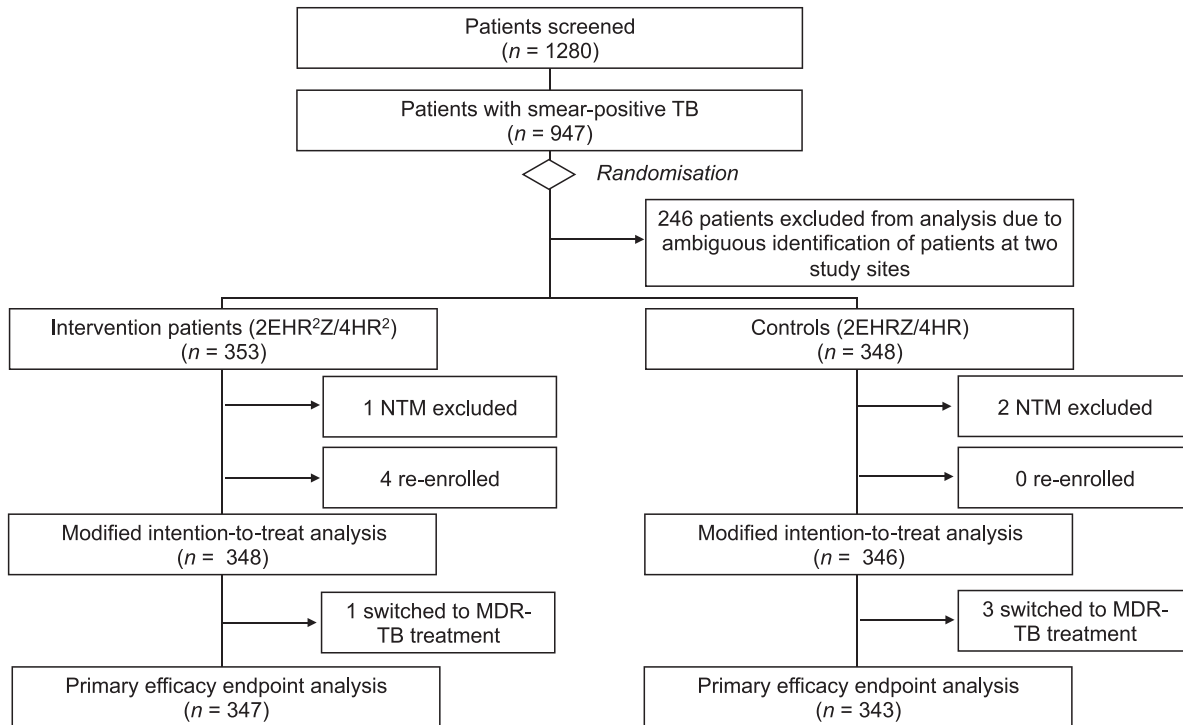 Patients screened
(n = 1280)
Patients with smear-positive TB
(n = 947)
Randomisation
246 patients excluded from analysis due to
ambiguous identification of patients at two
study sites
Intervention patients (2EHR²Z/4HR²)
(n = 353)
Controls (2EHRZ/4HR)
(n = 348)
1 NTM excluded
2 NTM excluded
4 re-enrolled
0 re-enrolled
Modified intention-to-treat analysis
(n = 348)
Modified intention-to-treat analysis
(n = 346)
1 switched to MDR-
TB treatment
3 switched to MDR-
TB treatment
Primary efficacy endpoint analysis
(n = 347)
Primary efficacy endpoint analysis
(n = 343)